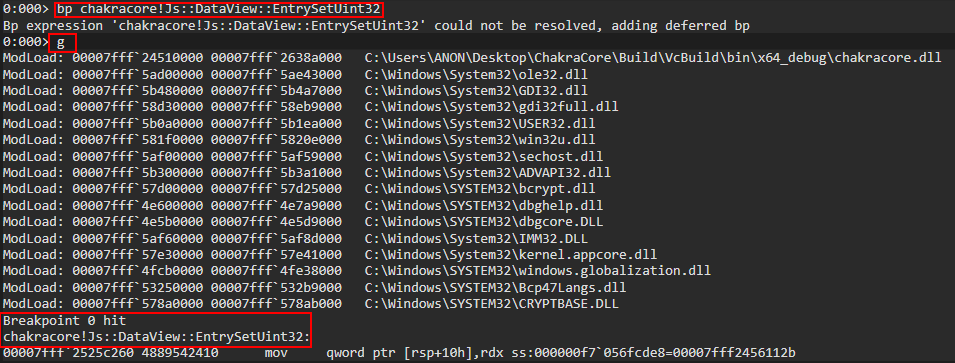 0:000> bp chakracore!Js::DataView::EntrySetUint32
Bp expression 'chakracore!Js::DataView::EntrySetUint32' could not be resolved, adding deferred bp
0:000> g
ModLoad: 00007fff`24510000 00007fff`2638a000   C:\Users\ANON\Desktop\ChakraCore\Build\VcBuild\bin\x64_debug\chakracore.dll
ModLoad: 00007fff`5ad00000 00007fff`5ae43000   C:\Windows\System32\ole32.dll
ModLoad: 00007fff`5b480000 00007fff`5b4a7000   C:\Windows\System32\GDI32.dll
ModLoad: 00007fff`58d30000 00007fff`58eb9000   C:\Windows\System32\gdi32full.dll
ModLoad: 00007fff`5b0a0000 00007fff`5b1ea000   C:\Windows\System32\USER32.dll
ModLoad: 00007fff`581f0000 00007fff`5820e000   C:\Windows\System32\win32u.dll
ModLoad: 00007fff`5af00000 00007fff`5af59000   C:\Windows\System32\sechost.dll
ModLoad: 00007fff`5b300000 00007fff`5b3a1000   C:\Windows\System32\ADVAPI32.dll
ModLoad: 00007fff`57d00000 00007fff`57d25000   C:\Windows\SYSTEM32\bcrypt.dll
ModLoad: 00007fff`4e600000 00007fff`4e7a9000   C:\Windows\SYSTEM32\dbghelp.dll
ModLoad: 00007fff`4e5b0000 00007fff`4e5d9000   C:\Windows\SYSTEM32\dbgcore.DLL
ModLoad: 00007fff`5af60000 00007fff`5af8d000   C:\Windows\System32\IMM32.DLL
ModLoad: 00007fff`57e30000 00007fff`57e41000   C:\Windows\System32\kernel.appcore.dll
ModLoad: 00007fff`4fcb0000 00007fff`4fe38000   C:\Windows\SYSTEM32\windows.globalization.dll
ModLoad: 00007fff`53250000 00007fff`532b9000   C:\Windows\SYSTEM32\Bcp47Langs.dll
ModLoad: 00007fff`578a0000 00007fff`578ab000   C:\Windows\SYSTEM32\CRYPTBASE.DLL
Breakpoint 0 hit
chakracore!Js::DataView::EntrySetUint32:
00007fff`2525c260 4889542410      mov     qword ptr [rsp+10h],rdx ss:000000f7`056fcde8=00007fff2456112b